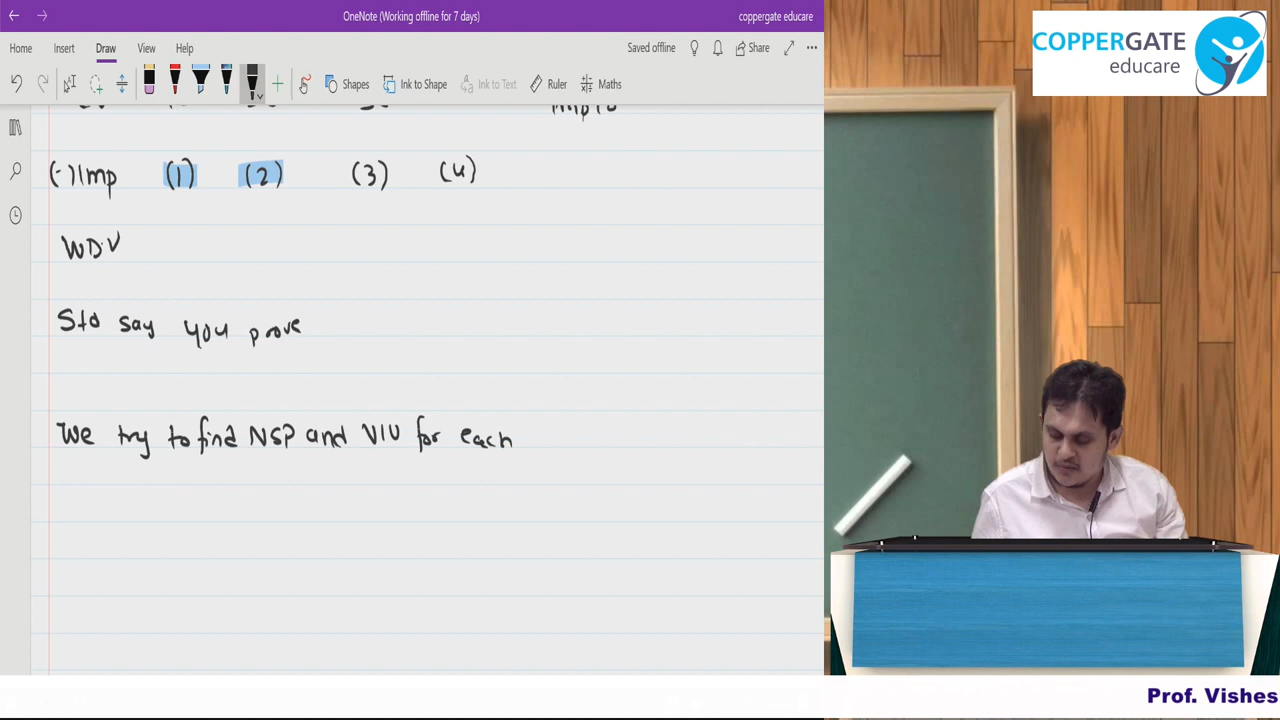 OneNote (Working offline for 7 days)
coppergate educare
Home Insert Draw View Help
Saved offline
Share
Shapes
Ink to Shape
Ink to Text
Ruler
Maths
COPPERGATE
educare
(-) Imp (1) (2) (3) (4)
WDV
Std say you prove
We try to find NSP and VIU for each
Prof. Vishes